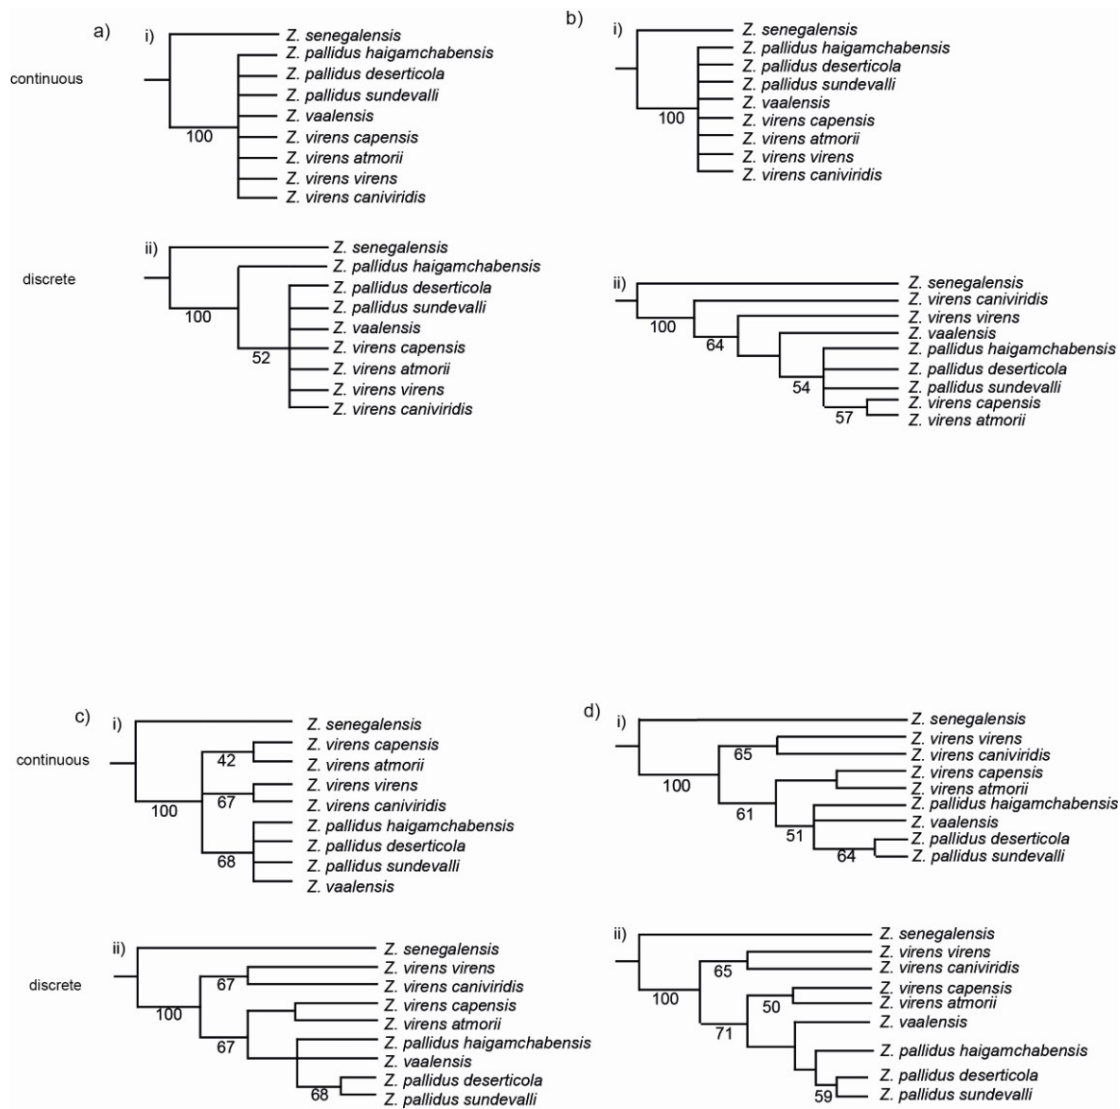 a)
i)
continuous
Z. senegalensis
Z. pallidus haigamchabensis
Z. pallidus deserticola
Z. pallidus sundevalli
Z. vaalensis
Z. virens capensis
Z. virens atmorii
Z. virens virens
Z. virens caniviridis
100
b)
i)
Z. senegalensis
Z. pallidus haigamchabensis
Z. pallidus deserticola
Z. pallidus sundevalli
Z. vaalensis
Z. virens capensis
Z. virens atmorii
Z. virens virens
Z. virens caniviridis
100
ii)
discrete
Z. senegalensis
Z. pallidus haigamchabensis
Z. pallidus deserticola
Z. pallidus sundevalli
Z. vaalensis
Z. virens capensis
Z. virens atmorii
Z. virens virens
Z. virens caniviridis
100
52
ii)
Z. senegalensis
Z. virens caniviridis
Z. virens virens
Z. vaalensis
Z. pallidus haigamchabensis
Z. pallidus deserticola
Z. pallidus sundevalli
Z. virens capensis
Z. virens atmorii
100
64
54
57
c)
i)
continuous
Z. senegalensis
Z. virens capensis
Z. virens atmorii
Z. virens virens
Z. virens caniviridis
Z. pallidus haigamchabensis
Z. pallidus deserticola
Z. pallidus sundevalli
Z. vaalensis
42
67
100
68
d)
i)
Z. senegalensis
Z. virens virens
Z. virens caniviridis
Z. virens capensis
Z. virens atmorii
Z. pallidus haigamchabensis
Z. vaalensis
Z. pallidus deserticola
Z. pallidus sundevalli
65
100
61
51
64
ii)
discrete
Z. senegalensis
Z. virens virens
Z. virens caniviridis
Z. virens capensis
Z. virens atmorii
Z. pallidus haigamchabensis
Z. vaalensis
Z. pallidus deserticola
Z. pallidus sundevalli
67
100
67
68
ii)
Z. senegalensis
Z. virens virens
Z. virens caniviridis
Z. virens capensis
Z. virens atmorii
Z. vaalensis
Z. pallidus haigamchabensis
Z. pallidus deserticola
Z. pallidus sundevalli
65
100
50
71
59